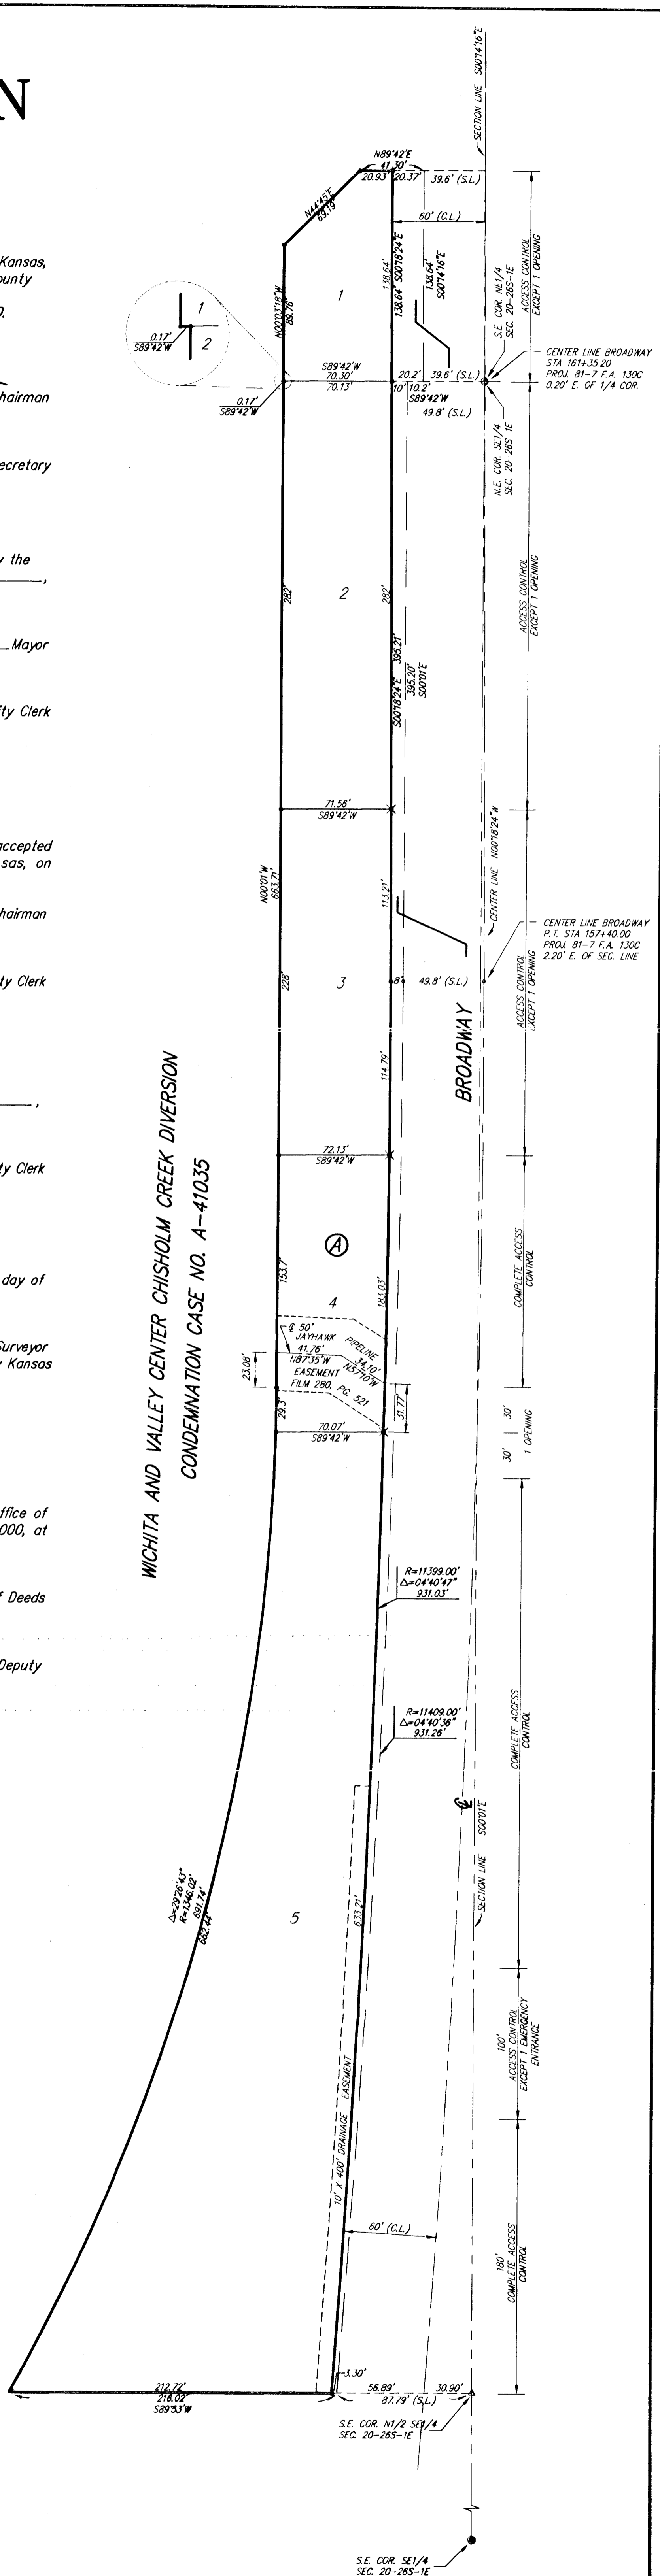 N
Kansas,
ounty
).
hairman
ecretary
y the
,
Mayor
ity Clerk
accepted
nsas, on
hairman
ty Clerk
,
ty Clerk
day of
Surveyor
y Kansas
ffice of
000, at
f Deeds
Deputy
SECTION LINE S00°14'16"E
N89°42'E
41.30'
20.93' 20.37' 39.6' (S.L.)
N44°45'E
69.19'
60' (C.L.)
138.64'
138.64' S00°18'24"E
138.64'
S00°14'16"E
N00°03'18"W
89.76'
1
ACCESS CONTROL
EXCEPT 1 OPENING
S.E. COR. NE1/4
SEC. 20-26S-1E
1
2
0.17'
S89°42'W
0.17'
S89°42'W
S89°42'W
70.30'
70.13'
20.2' 39.6' (S.L.)
10' 10.2'
S89°42'W
49.8' (S.L.)
CENTER LINE BROADWAY
STA 161+35.20
PROJ. 81-7 F.A. 130C
0.20' E. OF 1/4 COR.
N.E. COR. SE1/4
SEC. 20-26S-1E
282'
2
282'
395.21'
S00°18'24"E
395.20'
S00°01'E
ACCESS CONTROL
EXCEPT 1 OPENING
71.56'
S89°42'W
N00°01'W
663.71'
113.21'
CENTER LINE N00°18'24"W
CENTER LINE BROADWAY
P.T. STA 157+40.00
PROJ. 81-7 F.A. 130C
2.20' E. OF SEC. LINE
228'
3
8' 49.8' (S.L.)
ACCESS CONTROL
EXCEPT 1 OPENING
BROADWAY
114.79'
72.13'
S89°42'W
WICHITA AND VALLEY CENTER CHISHOLM CREEK DIVERSION
CONDEMNATION CASE NO. A-41035
A
153.7'
4
183.03'
COMPLETE ACCESS
CONTROL
℄ 50'
JAYHAWK PIPELINE
41.76' 34.10'
N87°35'W N57°10'W
EASEMENT
FILM 280, PG. 521
23.08'
29.3'
31.77'
70.07'
S89°42'W
30' 30'
1 OPENING
R=11399.00'
Δ=04°40'47"
931.03'
R=11409.00'
Δ=04°40'36"
931.26'
COMPLETE ACCESS
CONTROL
℄
SECTION LINE S00°01'E
Δ=29°26'43"
R=1346.02'
691.74'
662.44'
5
633.21'
10' X 400' DRAINAGE EASEMENT
100'
ACCESS CONTROL
EXCEPT 1 EMERGENCY
ENTRANCE
60' (C.L.)
180'
COMPLETE ACCESS
CONTROL
3.30'
212.72'
216.02'
S89°53'W
56.89' 30.90'
87.79' (S.L.)
S.E. COR. N1/2 SE1/4
SEC. 20-26S-1E
S.E. COR. SE1/4
SEC. 20-26S-1E